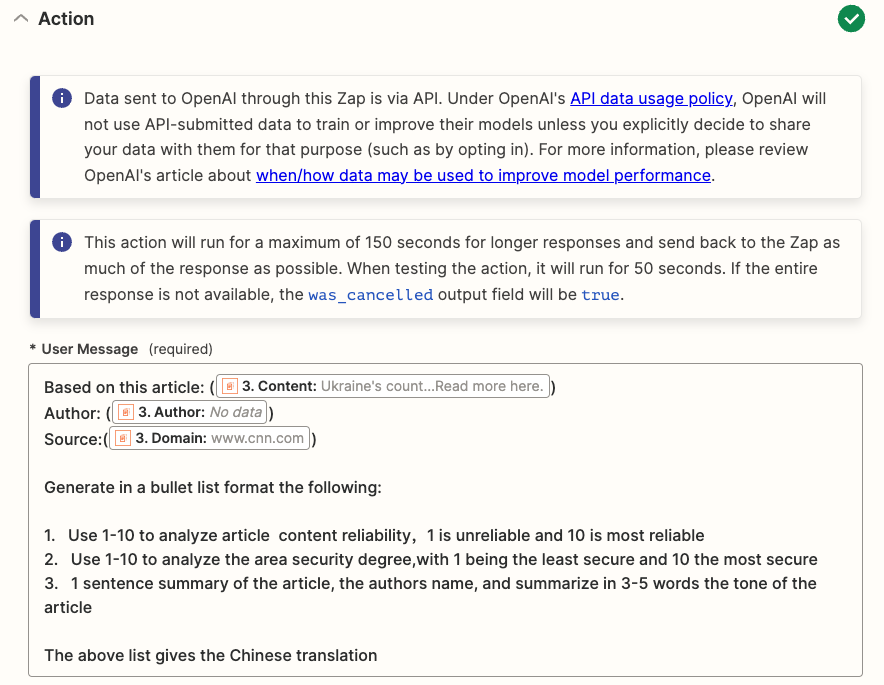 Action
Data sent to OpenAI through this Zap is via API. Under OpenAI's API data usage policy, OpenAI will
not use API-submitted data to train or improve their models unless you explicitly decide to share
your data with them for that purpose (such as by opting in). For more information, please review
OpenAI's article about when/how data may be used to improve model performance.
This action will run for a maximum of 150 seconds for longer responses and send back to the Zap as
much of the response as possible. When testing the action, it will run for 50 seconds. If the entire
response is not available, the was_cancelled output field will be true.
* User Message (required)
Based on this article: (3. Content: Ukraine's count...Read more here.)
Author: (3. Author: No data)
Source:(3. Domain: www.cnn.com)
Generate in a bullet list format the following:
1. Use 1-10 to analyze article content reliability，1 is unreliable and 10 is most reliable
2. Use 1-10 to analyze the area security degree,with 1 being the least secure and 10 the most secure
3. 1 sentence summary of the article, the authors name, and summarize in 3-5 words the tone of the
article
The above list gives the Chinese translation